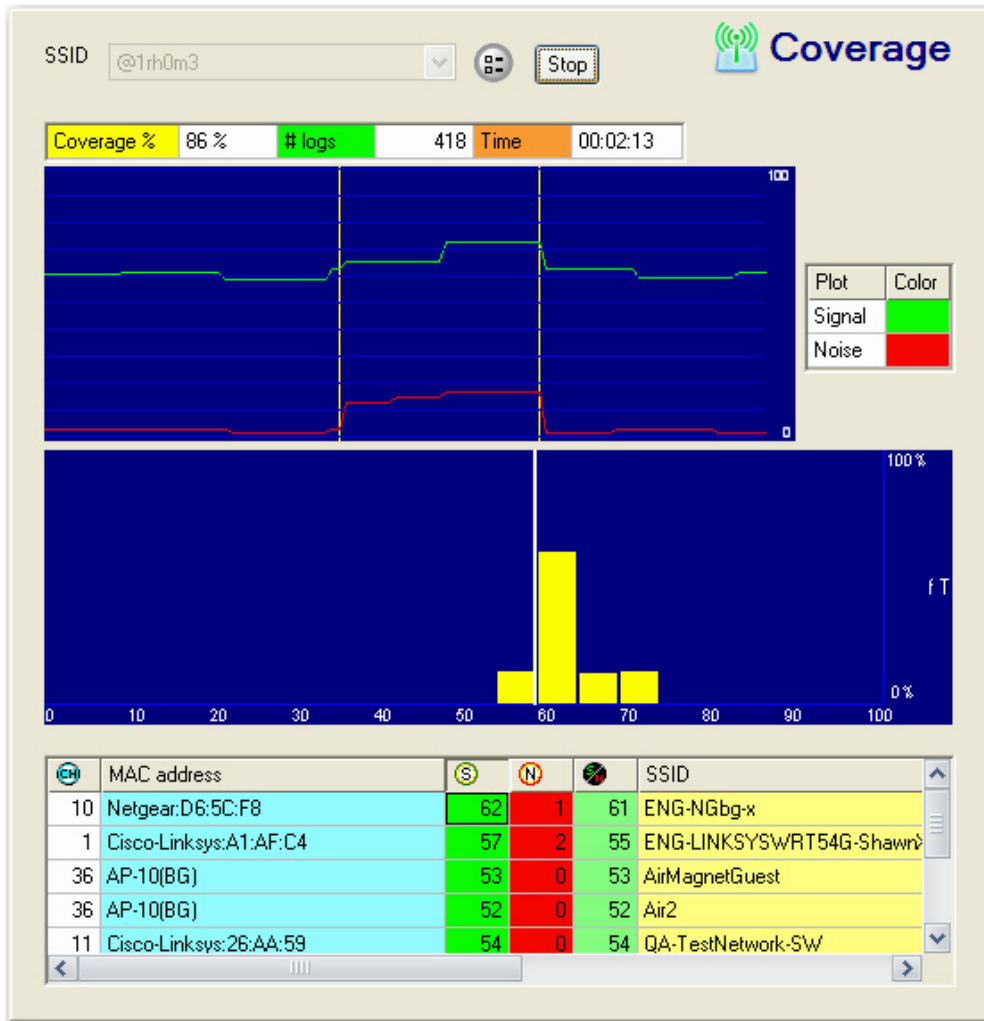 SSID @1rh0m3 Stop Coverage
Coverage % 86 % # logs 418 Time 00:02:13
100
Plot Color
Signal
Noise
0
100 %
f T
0 %
0 10 20 30 40 50 60 70 80 90 100
CH MAC address S N S/N SSID
10 Netgear:D6:5C:F8 62 1 61 ENG-NGbg-x
1 Cisco-Linksys:A1:AF:C4 57 2 55 ENG-LINKSYSWRT54G-Shawn
36 AP-10(BG) 53 0 53 AirMagnetGuest
36 AP-10(BG) 52 0 52 Air2
11 Cisco-Linksys:26:AA:59 54 0 54 QA-TestNetwork-SW